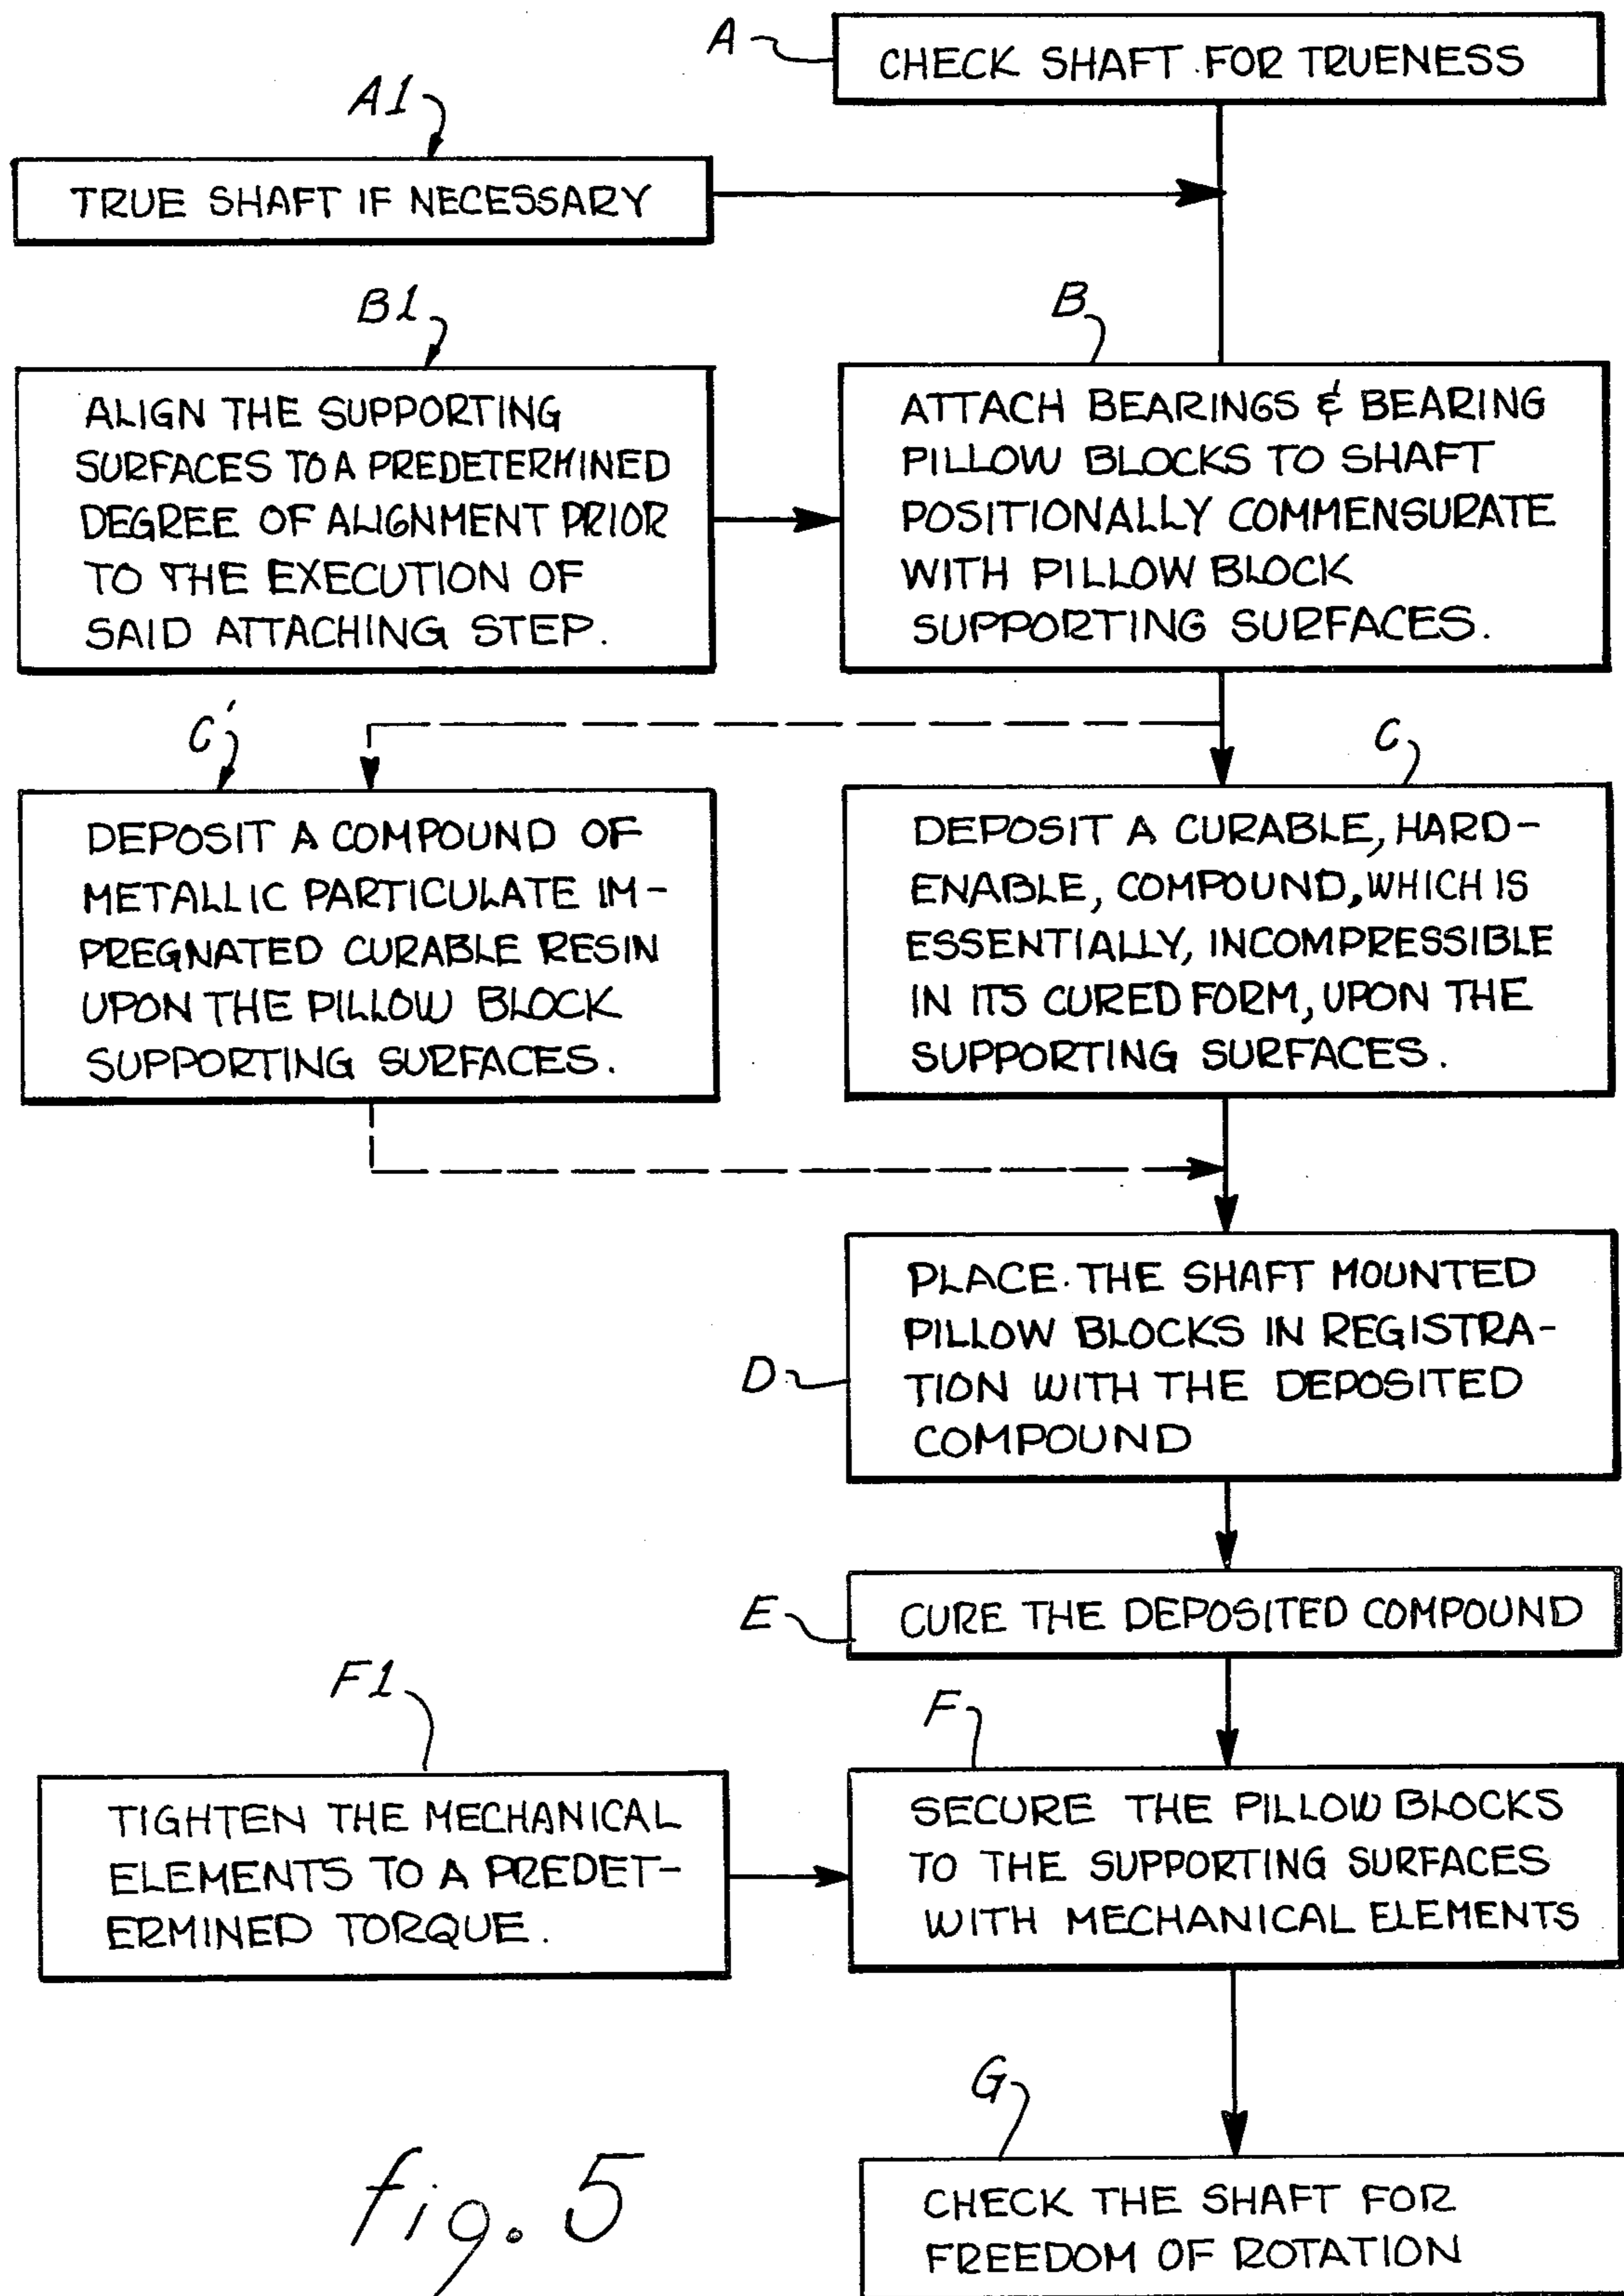 A
CHECK SHAFT FOR TRUENESS
A1
TRUE SHAFT IF NECESSARY
B1
ALIGN THE SUPPORTING
SURFACES TO A PREDETERMINED
DEGREE OF ALIGNMENT PRIOR
TO THE EXECUTION OF
SAID ATTACHING STEP.
B
ATTACH BEARINGS & BEARING
PILLOW BLOCKS TO SHAFT
POSITIONALLY COMMENSURATE
WITH PILLOW BLOCK
SUPPORTING SURFACES.
C'
DEPOSIT A COMPOUND OF
METALLIC PARTICULATE IM-
PREGNATED CURABLE RESIN
UPON THE PILLOW BLOCK
SUPPORTING SURFACES.
C
DEPOSIT A CURABLE, HARD-
ENABLE, COMPOUND, WHICH IS
ESSENTIALLY, INCOMPRESSIBLE
IN ITS CURED FORM, UPON THE
SUPPORTING SURFACES.
D
PLACE THE SHAFT MOUNTED
PILLOW BLOCKS IN REGISTRA-
TION WITH THE DEPOSITED
COMPOUND
E
CURE THE DEPOSITED COMPOUND
F1
TIGHTEN THE MECHANICAL
ELEMENTS TO A PREDET-
ERMINED TORQUE.
F
SECURE THE PILLOW BLOCKS
TO THE SUPPORTING SURFACES
WITH MECHANICAL ELEMENTS
G
CHECK THE SHAFT FOR
FREEDOM OF ROTATION
fig. 5